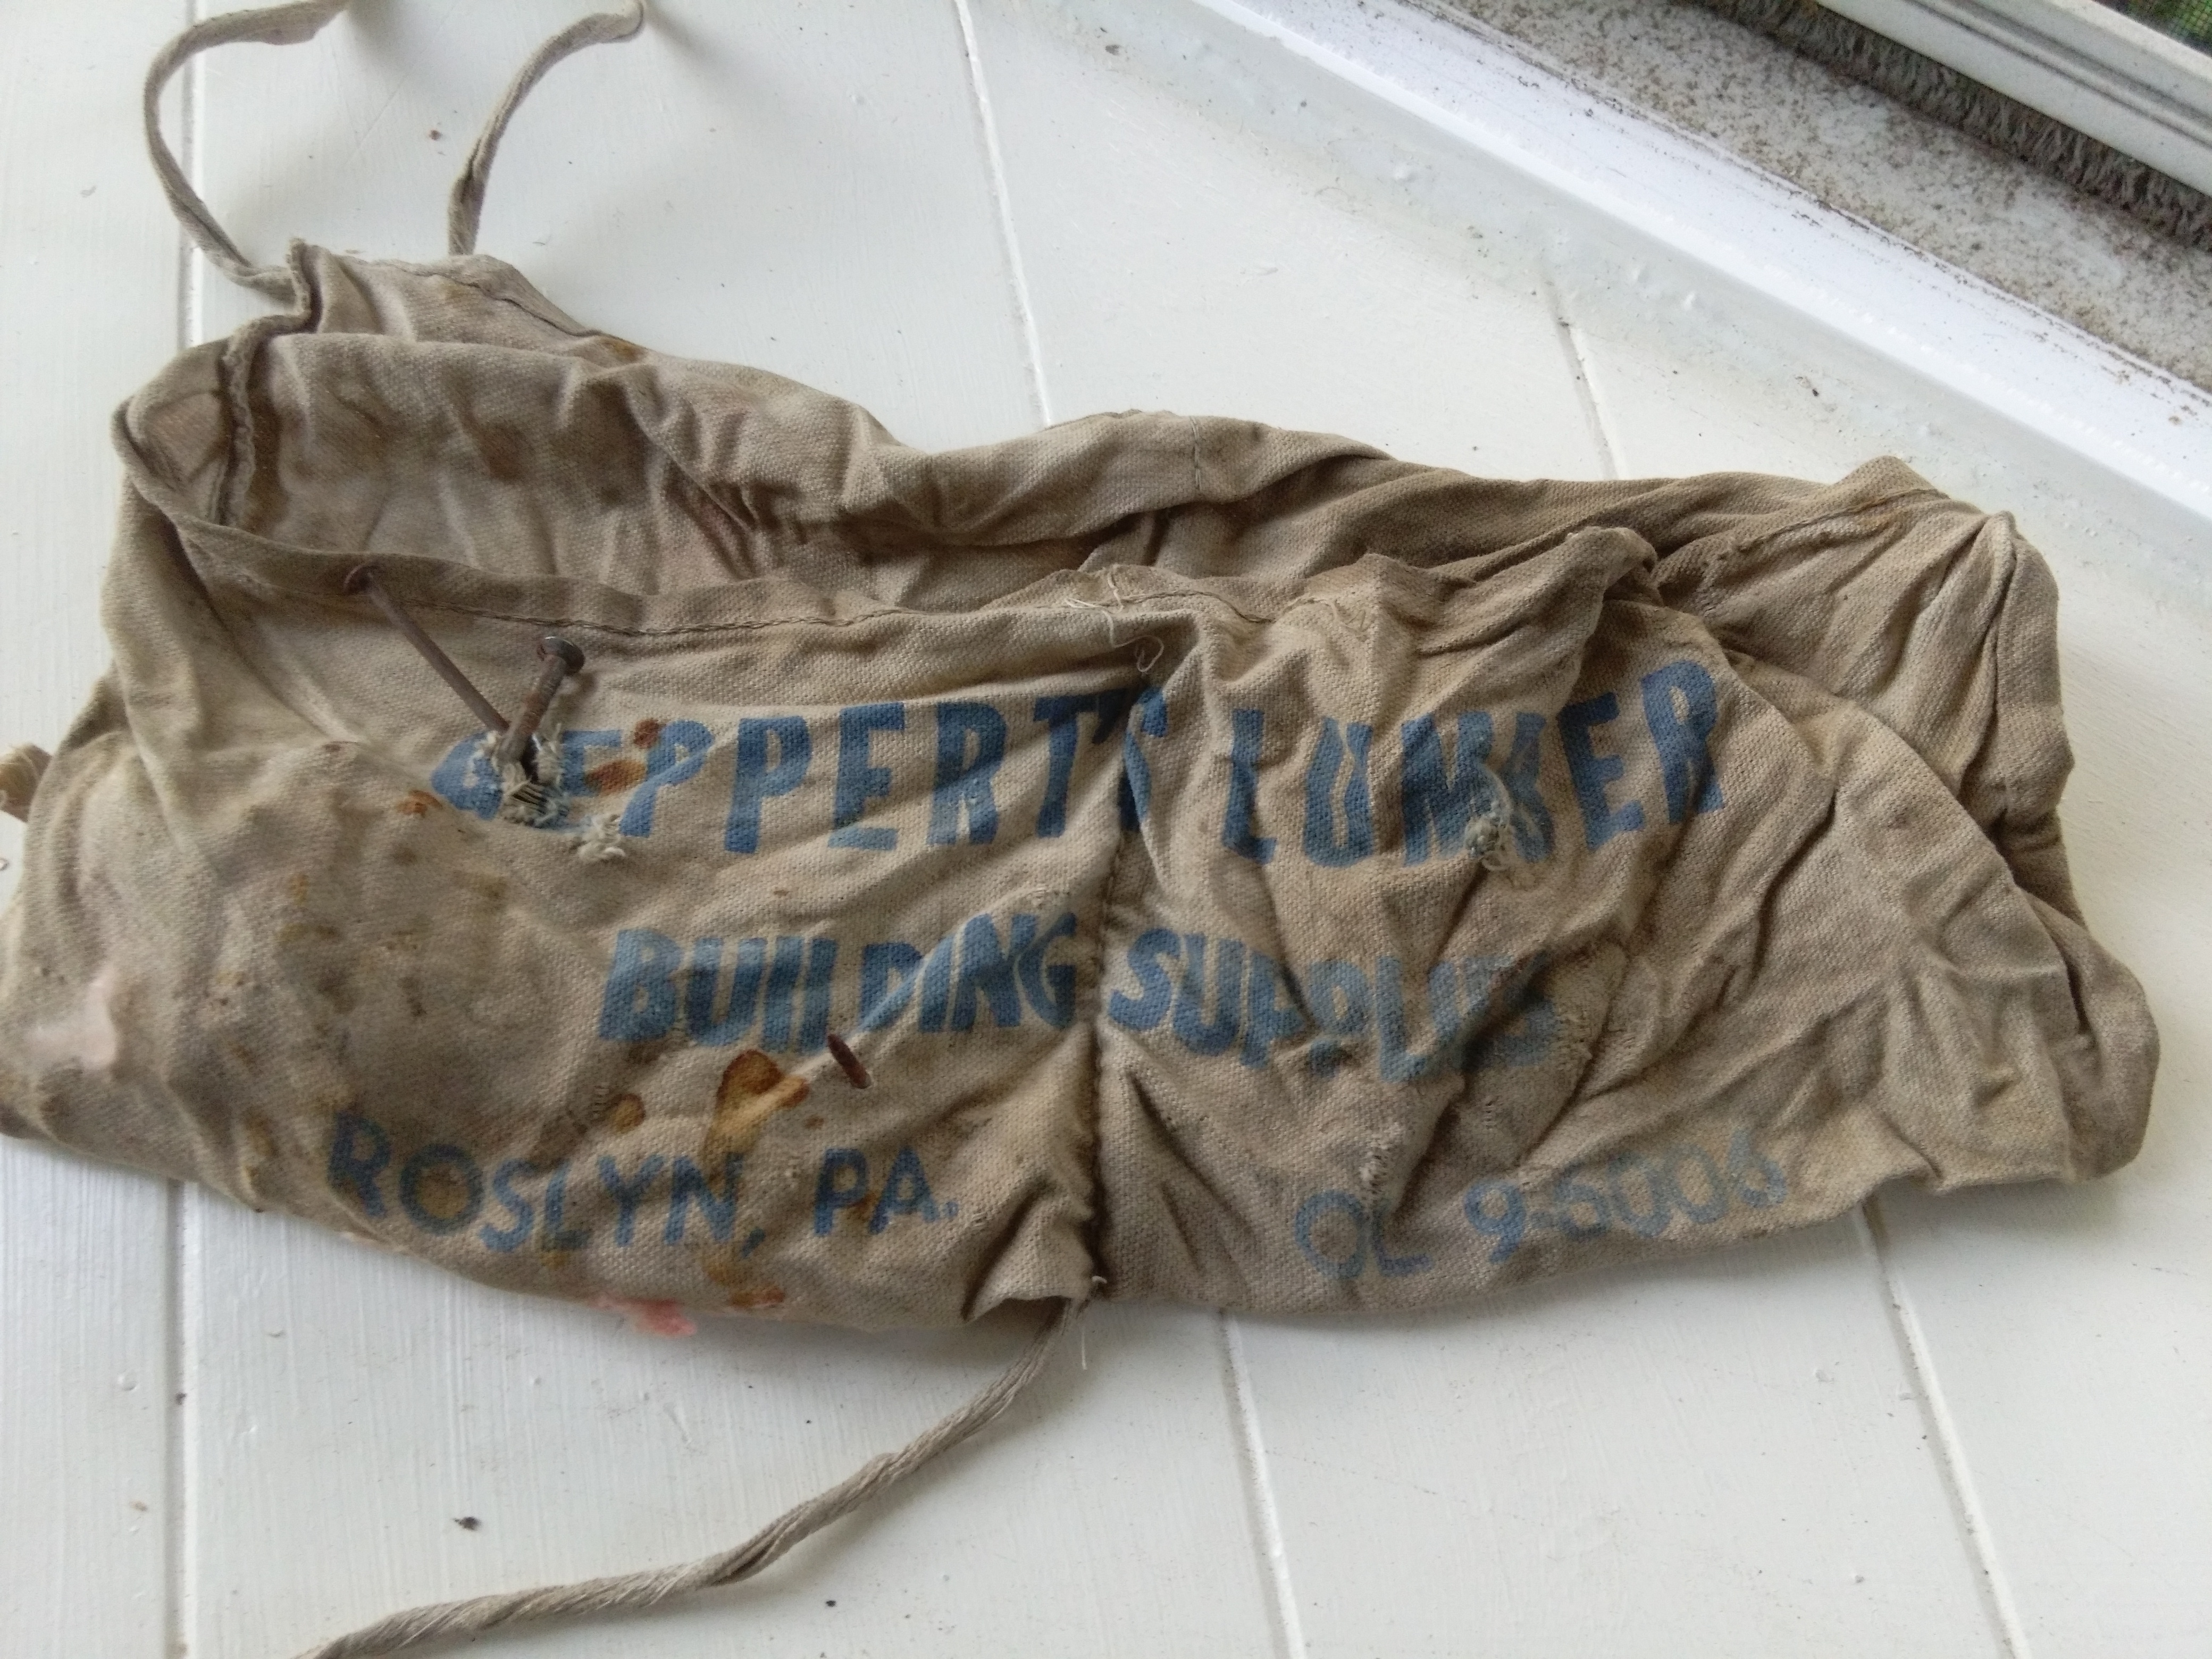 GEPPERT'S LUMBER
BUILDING SUPPLIES
ROSLYN, PA. OL 9-5006